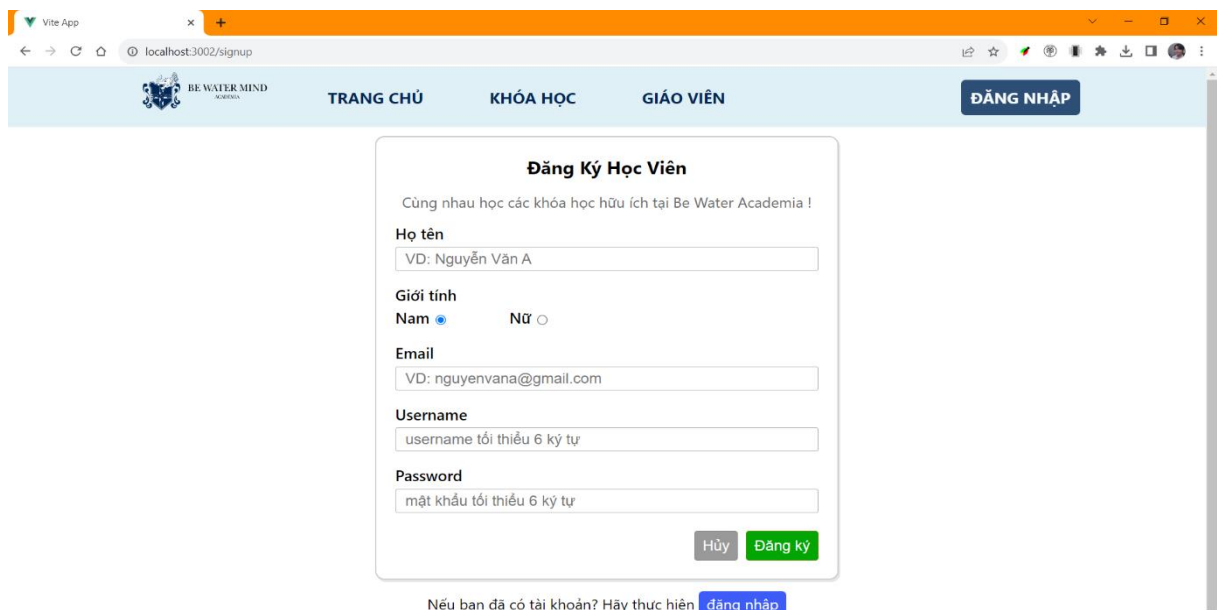 Vite App
localhost:3002/signup
BE WATER MIND
ACADEMIA
TRANG CHỦ KHÓA HỌC GIÁO VIÊN ĐĂNG NHẬP
Đăng Ký Học Viên
Cùng nhau học các khóa học hữu ích tại Be Water Academia !
Họ tên
VD: Nguyễn Văn A
Giới tính
Nam Nữ
Email
VD: nguyenvana@gmail.com
Username
username tối thiểu 6 ký tự
Password
mật khẩu tối thiểu 6 ký tự
Hủy Đăng ký
Nếu bạn đã có tài khoản? Hãy thực hiện đăng nhập